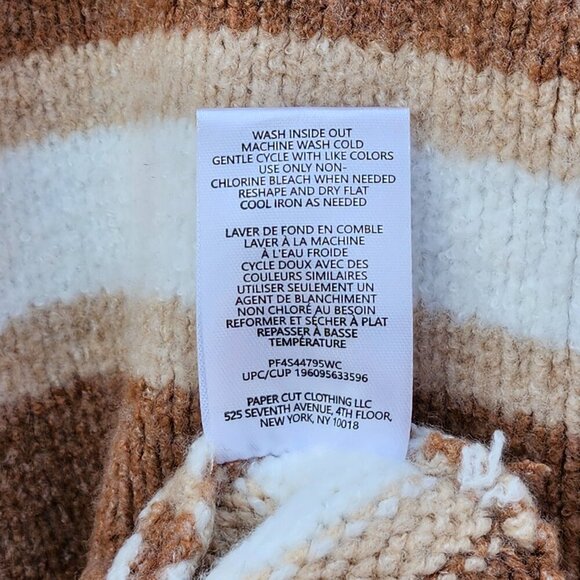 WASH INSIDE OUT
MACHINE WASH COLD
GENTLE CYCLE WITH LIKE COLORS
USE ONLY NON-
CHLORINE BLEACH WHEN NEEDED
RESHAPE AND DRY FLAT
COOL IRON AS NEEDED
LAVER DE FOND EN COMBLE
LAVER À LA MACHINE
À L'EAU FROIDE
CYCLE DOUX AVEC DES
COULEURS SIMILAIRES
UTILISER SEULEMENT UN
AGENT DE BLANCHIMENT
NON CHLORÉ AU BESOIN
REFORMER ET SÉCHER À PLAT
REPASSER À BASSE
TEMPÉRATURE
PF4S44795WC
UPC/CUP 196095633596
PAPER CUT CLOTHING LLC
525 SEVENTH AVENUE, 4TH FLOOR,
NEW YORK, NY 10018